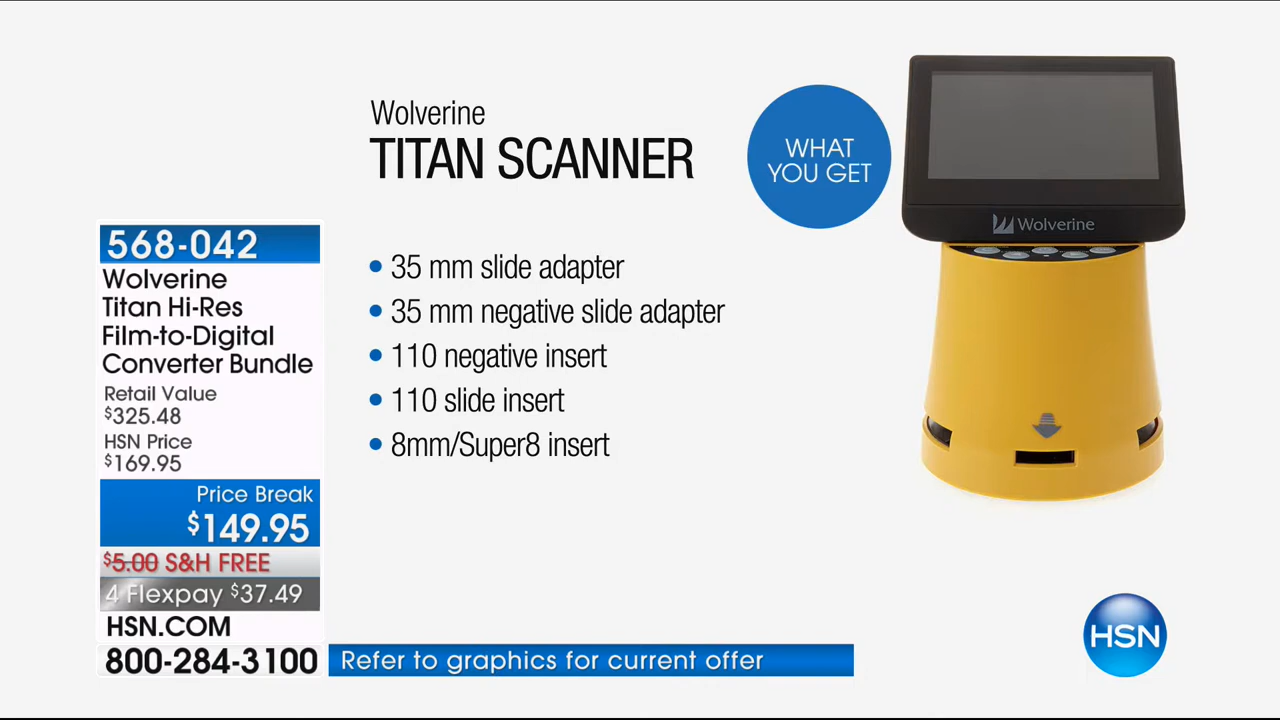 Wolverine
TITAN SCANNER
WHAT
YOU GET
Wolverine
568-042
Wolverine
Titan Hi-Res
Film-to-Digital
Converter Bundle
Retail Value
$325.48
HSN Price
$169.95
Price Break
$149.95
$5.00 S&H FREE
4 Flexpay $37.49
HSN.COM
800-284-3100
• 35 mm slide adapter
• 35 mm negative slide adapter
• 110 negative insert
• 110 slide insert
• 8mm/Super8 insert
Refer to graphics for current offer
HSN